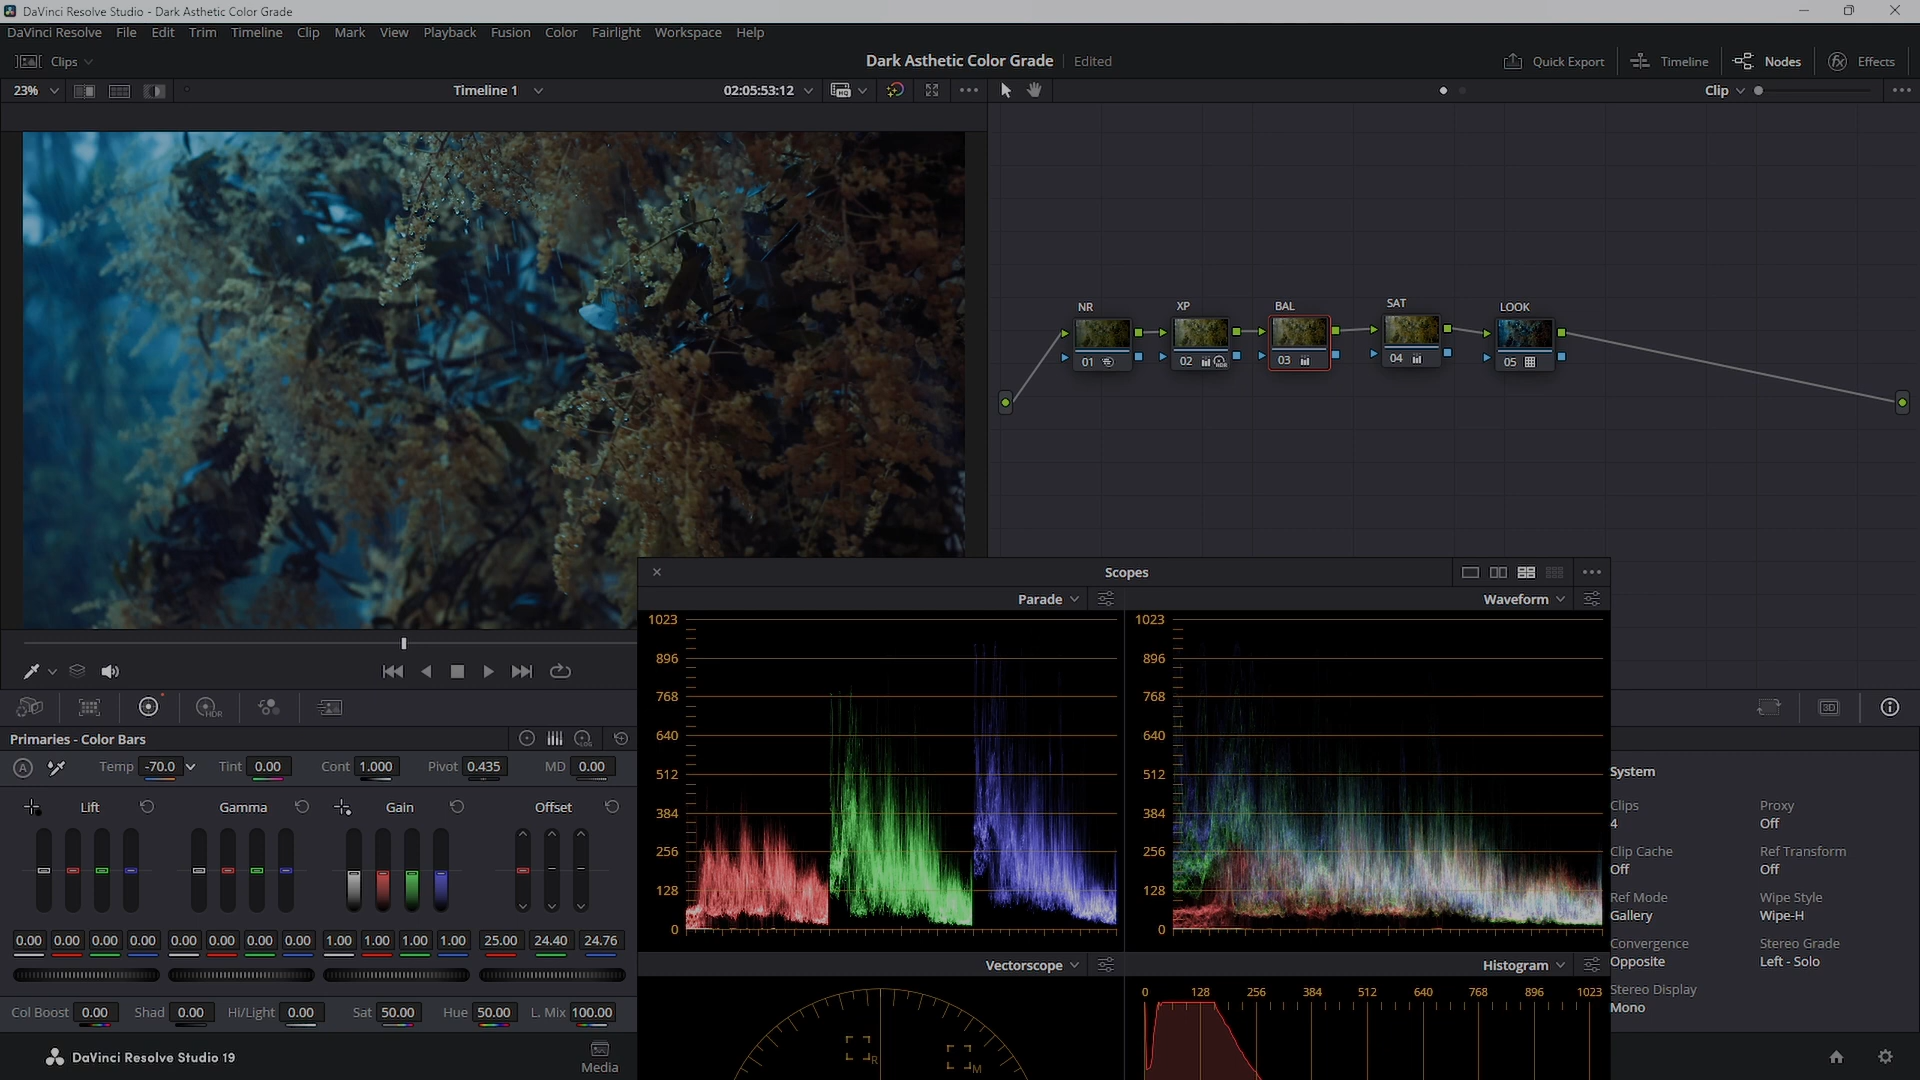 DaVinci Resolve Studio - Dark Asthetic Color Grade
DaVinci Resolve File Edit Trim Timeline Clip Mark View Playback Fusion Color Fairlight Workspace Help
Clips Dark Asthetic Color Grade Edited Quick Export Timeline Nodes Effects
23% Timeline 1 02:05:53:12 HQ Clip
NR XP BAL SAT LOOK
01 02 HDR 03 04 05
Scopes
Parade Waveform
1023 1023
896 896
768 768
640 640
512 512
384 384
256 256
128 128
0 0
Vectorscope Histogram
0 128 256 384 512 640 768 896 1023
R M
HDR 3D
Primaries - Color Bars LOG
A Temp -70.0 Tint 0.00 Cont 1.000 Pivot 0.435 MD 0.00
Lift Gamma Gain Offset
0.00 0.00 0.00 0.00 0.00 0.00 0.00 0.00 1.00 1.00 1.00 1.00 25.00 24.40 24.76
Col Boost 0.00 Shad 0.00 Hi/Light 0.00 Sat 50.00 Hue 50.00 L. Mix 100.00
System
Clips Proxy
4 Off
Clip Cache Ref Transform
Off Off
Ref Mode Wipe Style
Gallery Wipe-H
Convergence Stereo Grade
Opposite Left - Solo
Stereo Display
Mono
DaVinci Resolve Studio 19 Media